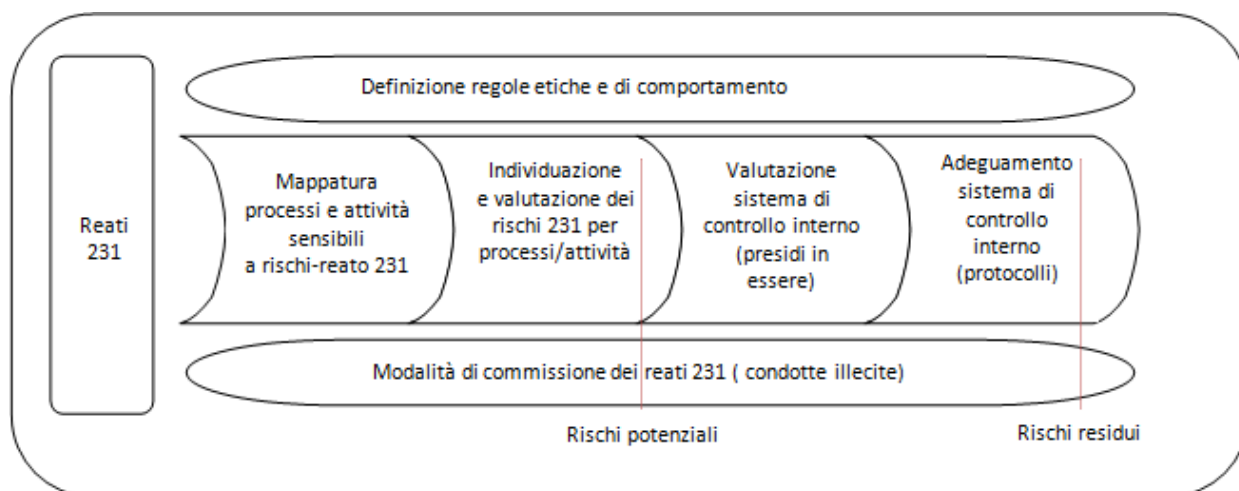 Reati
231
Definizione regole etiche e di comportamento
Mappatura
processi e attività
sensibili
a rischi-reato 231
Individuazione
e valutazione dei
rischi 231 per
processi/attività
Valutazione
sistema di
controllo interno
(presidi in
essere)
Adeguamento
sistema di
controllo
interno
(protocolli)
Modalità di commissione dei reati 231 ( condotte illecite)
Rischi potenziali
Rischi residui